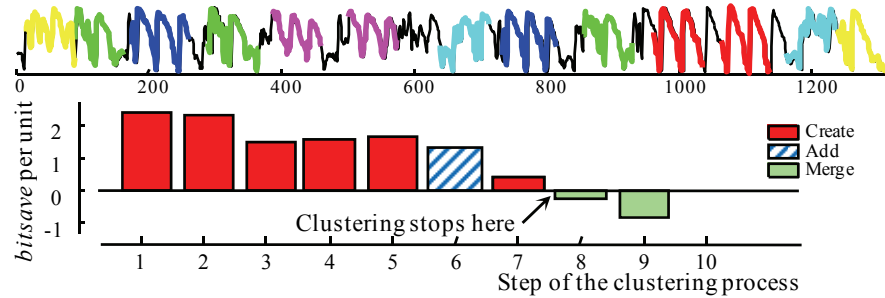 0 200 400 600 800 1000 1200
bitsave per unit
2
1
0
-1
Create
Add
Merge
Clustering stops here
1 2 3 4 5 6 7 8 9 10
Step of the clustering process